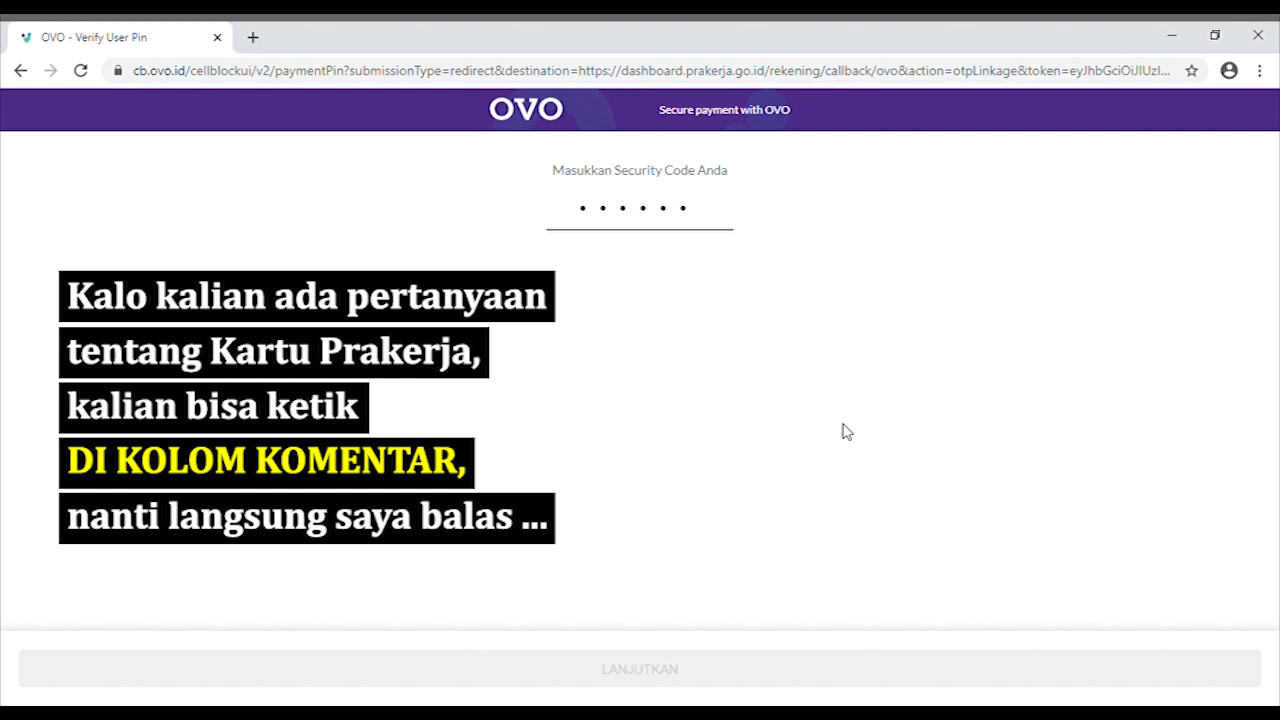 OVO - Verify User Pin
cb.ovo.id/cellblockui/v2/paymentPin?submissionType=redirect&destination=https://dashboard.prakerja.go.id/rekening/callback/ovo&action=otpLinkage&token=eyJhbGciOiJIUzI...
OVO
Secure payment with OVO
Masukkan Security Code Anda
Kalo kalian ada pertanyaan
tentang Kartu Prakerja,
kalian bisa ketik
DI KOLOM KOMENTAR,
nanti langsung saya balas ...
LANJUTKAN